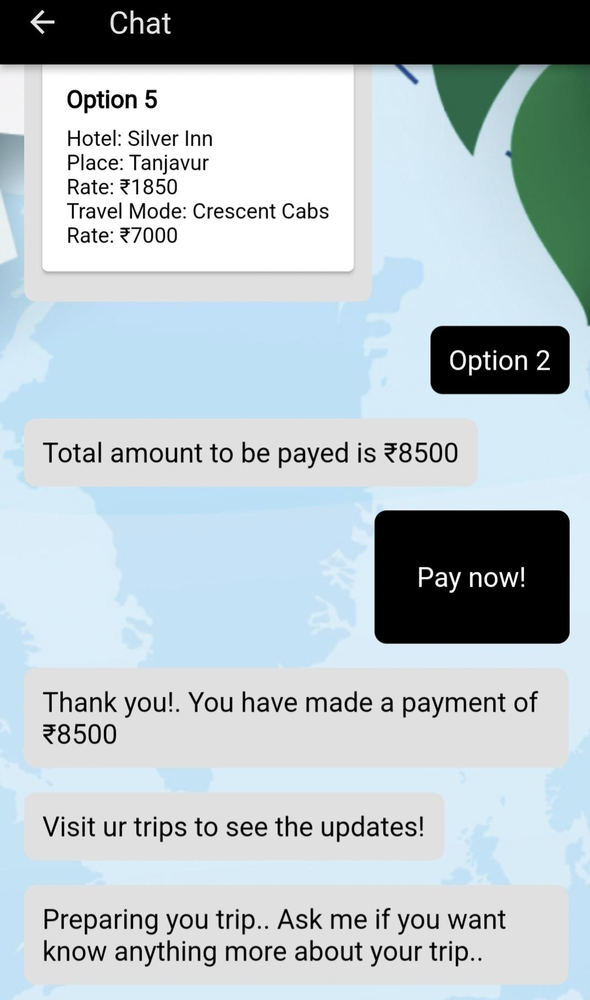 Chat
Option 5
Hotel: Silver Inn
Place: Tanjavur
Rate: ₹1850
Travel Mode: Crescent Cabs
Rate: ₹7000
Option 2
Total amount to be payed is ₹8500
Pay now!
Thank you!. You have made a payment of
₹8500
Visit ur trips to see the updates!
Preparing you trip.. Ask me if you want
know anything more about your trip..